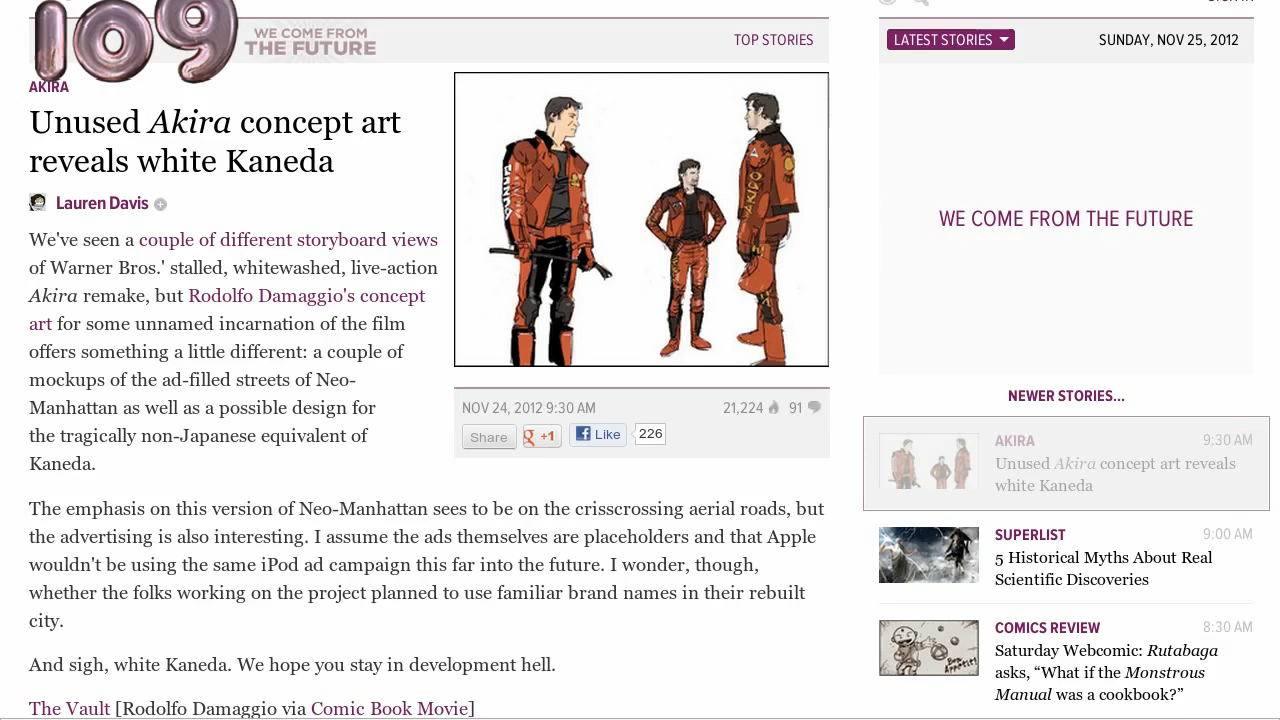 109
WE COME FROM
THE FUTURE
TOP STORIES
AKIRA
Unused Akira concept art
reveals white Kaneda
Lauren Davis
We've seen a couple of different storyboard views
of Warner Bros.' stalled, whitewashed, live-action
Akira remake, but Rodolfo Damaggio's concept
art for some unnamed incarnation of the film
offers something a little different: a couple of
mockups of the ad-filled streets of Neo-
Manhattan as well as a possible design for
the tragically non-Japanese equivalent of
Kaneda.
NOV 24, 2012 9:30 AM
21,224
91
Share
+1
Like
226
The emphasis on this version of Neo-Manhattan sees to be on the crisscrossing aerial roads, but
the advertising is also interesting. I assume the ads themselves are placeholders and that Apple
wouldn't be using the same iPod ad campaign this far into the future. I wonder, though,
whether the folks working on the project planned to use familiar brand names in their rebuilt
city.
And sigh, white Kaneda. We hope you stay in development hell.
The Vault [Rodolfo Damaggio via Comic Book Movie]
LATEST STORIES
SUNDAY, NOV 25, 2012
WE COME FROM THE FUTURE
NEWER STORIES...
AKIRA
9:30 AM
Unused Akira concept art reveals
white Kaneda
SUPERLIST
9:00 AM
5 Historical Myths About Real
Scientific Discoveries
COMICS REVIEW
8:30 AM
Saturday Webcomic: Rutabaga
asks, “What if the Monstrous
Manual was a cookbook?”